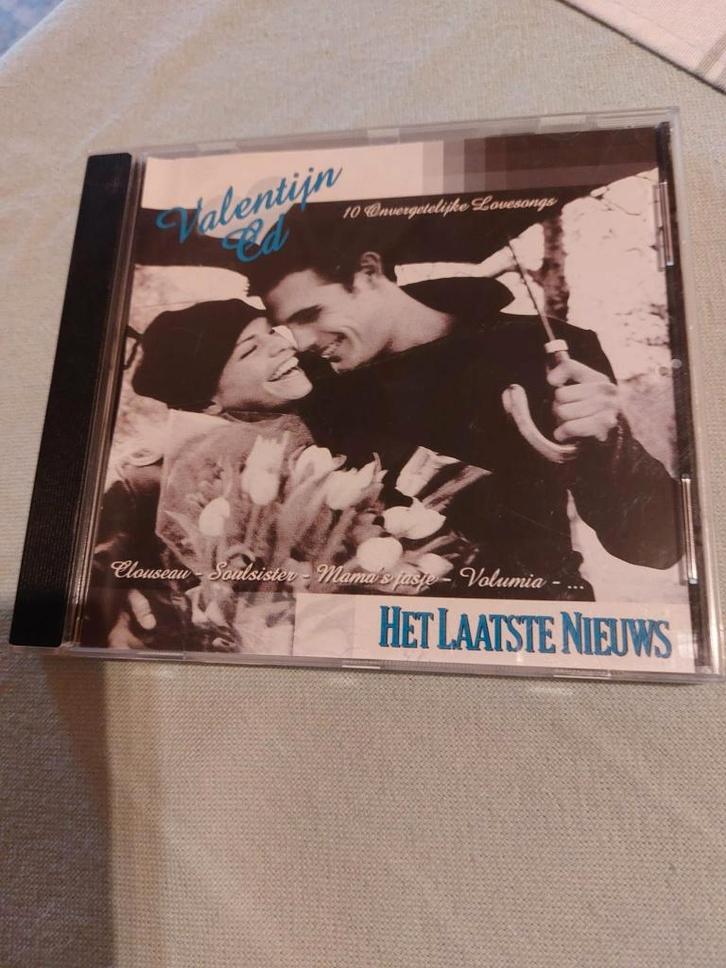 Valentijn
Cd
10 Onvergetelijke Lovesongs
Clouseau - Soulsister - Mama's jasje - Volumia - ...
HET LAATSTE NIEUWS